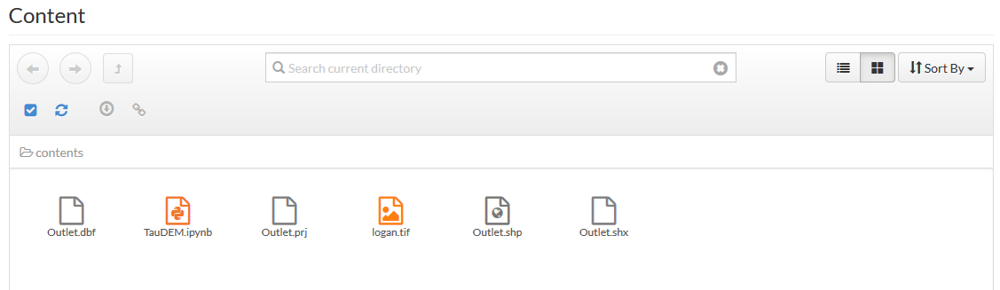 Content
Search current directory
Sort By
contents
Outlet.dbf
TauDEM.ipynb
Outlet.prj
logan.tif
Outlet.shp
Outlet.shx